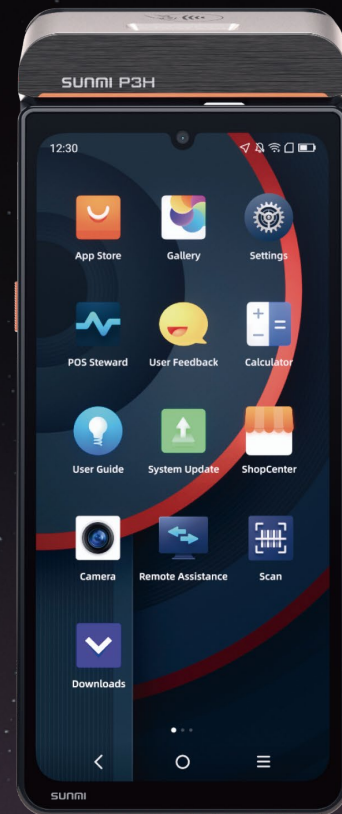 SUNMI P3H
12:30
App Store
Gallery
Settings
POS Steward
User Feedback
Calculator
User Guide
System Update
ShopCenter
Camera
Remote Assistance
Scan
Downloads
SUNMI